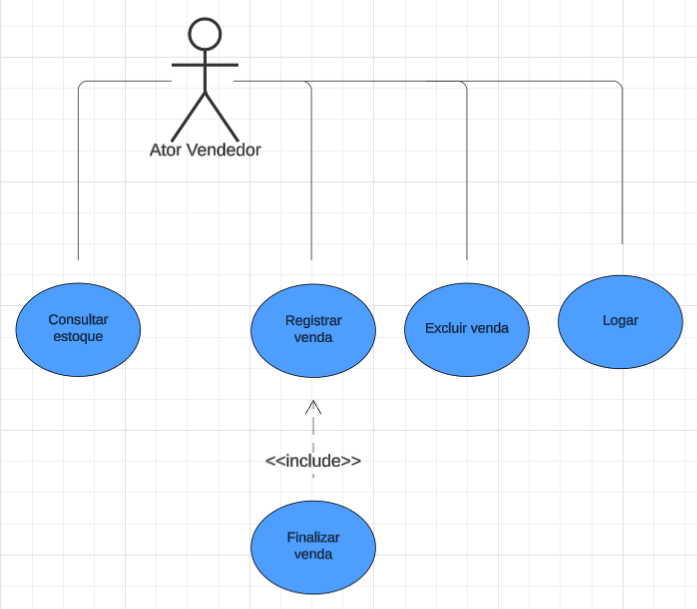 Ator Vendedor
Consultar
estoque
Registrar
venda
Excluir venda
Logar
<<include>>
Finalizar
venda